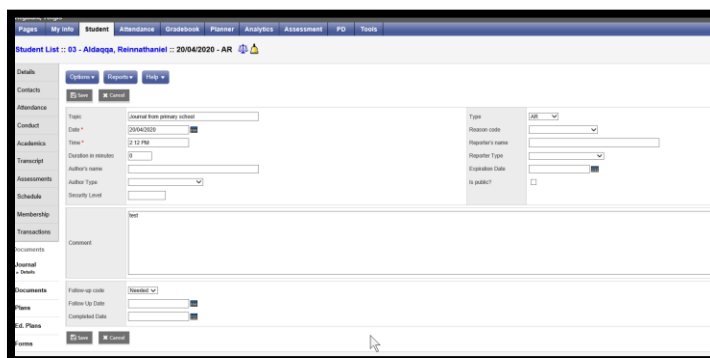 Pages My Info Student Attendance Gradebook Planner Analytics Assessment PD Tools
Student List :: 03 - Aldaqqa, Reinnathaniel :: 20/04/2020 - AR
Details
Options Reports Help
Contacts
Save Cancel
Attendance
Conduct
Academics
Transcript
Assessments
Schedule
Membership
Transactions
Documents
Journal
Details
Documents
Plans
Ed. Plans
Forms
Topic Journal from primary school
Date * 20/04/2020
Time * 2:12 PM
Duration in minutes 0
Author's name
Author Type
Security Level
Type AR
Reason code
Reporter's name
Reporter Type
Expiration Date
Is public?
Comment test
Follow-up code Needed
Follow Up Date
Completed Date
Save Cancel